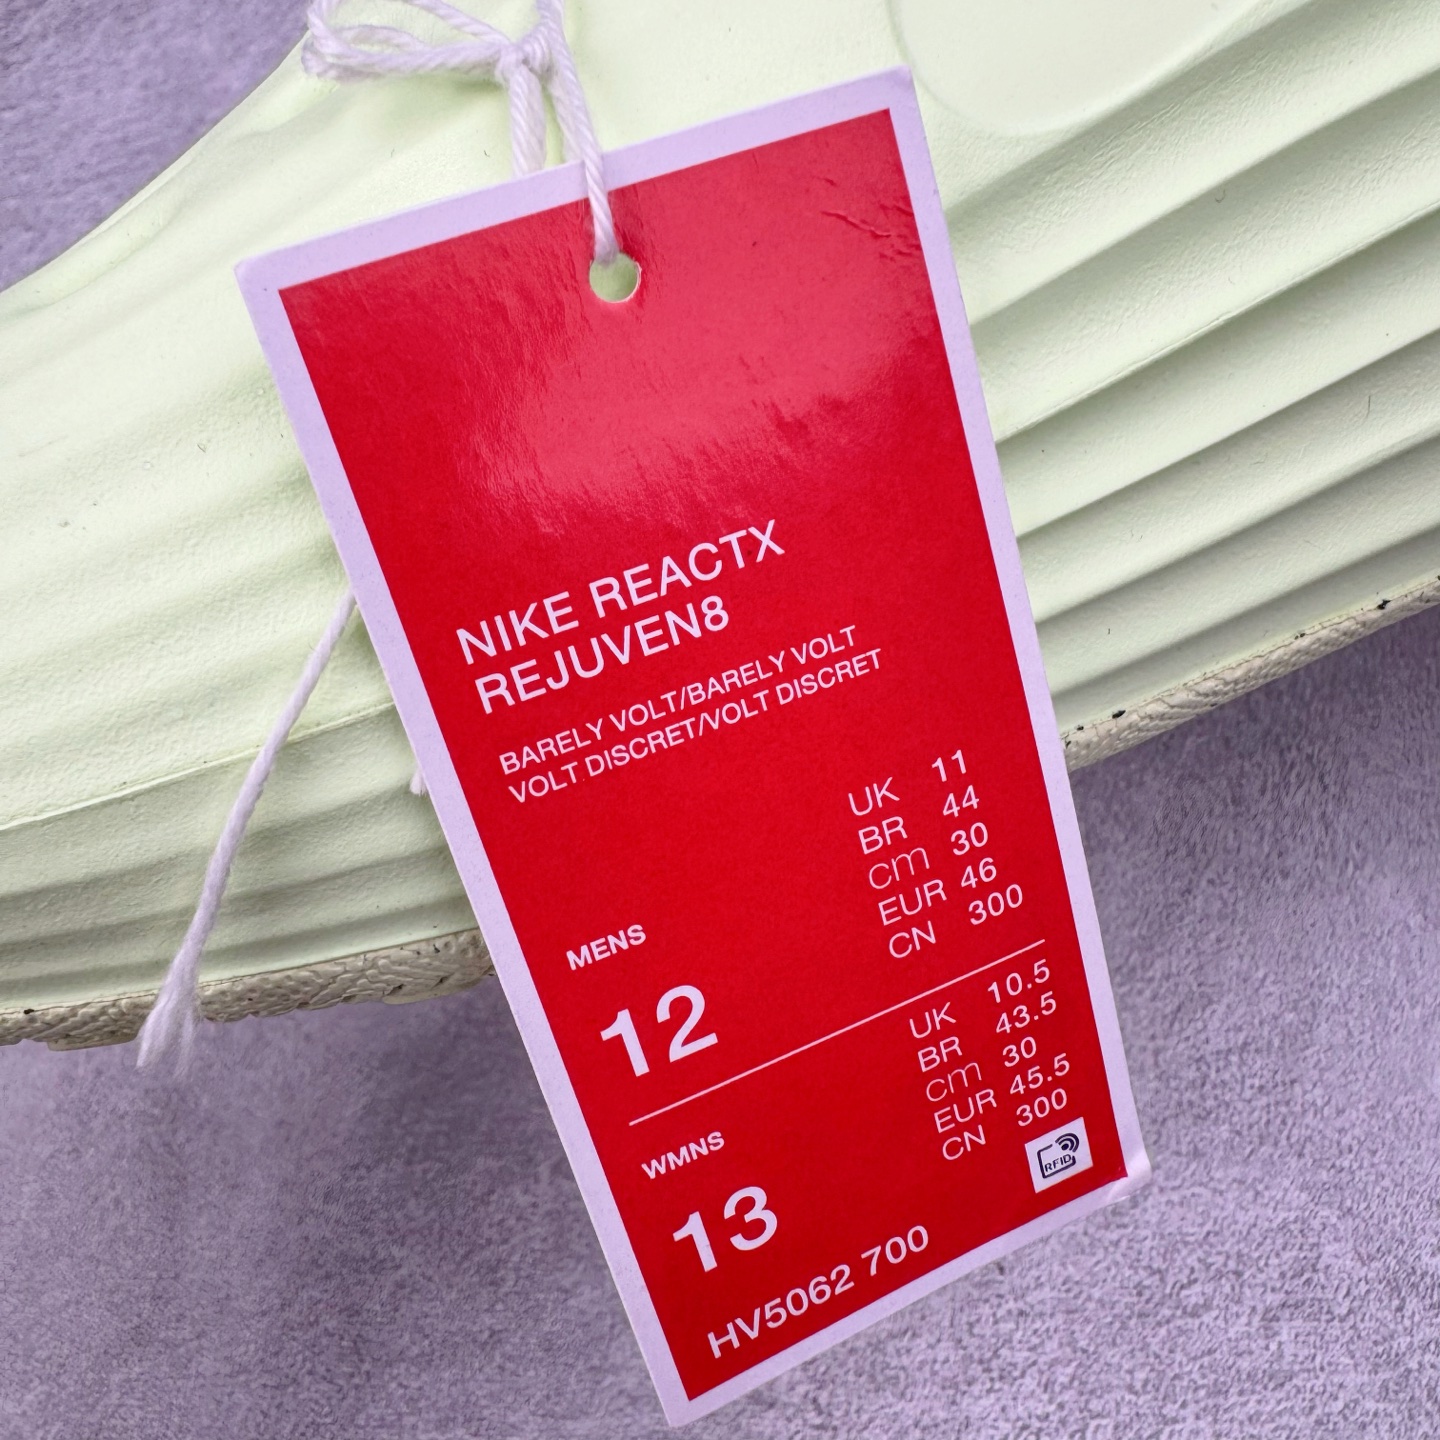 NIKE REACTX
REJUVEN8
BARELY VOLT/BARELY VOLT
VOLT DISCRET/VOLT DISCRET
UK 11
BR 44
cm 30
EUR 46
CN 300
MENS
12
UK 10.5
BR 43.5
cm 30
EUR 45.5
CN 300
WMNS
13
RFID
HV5062 700